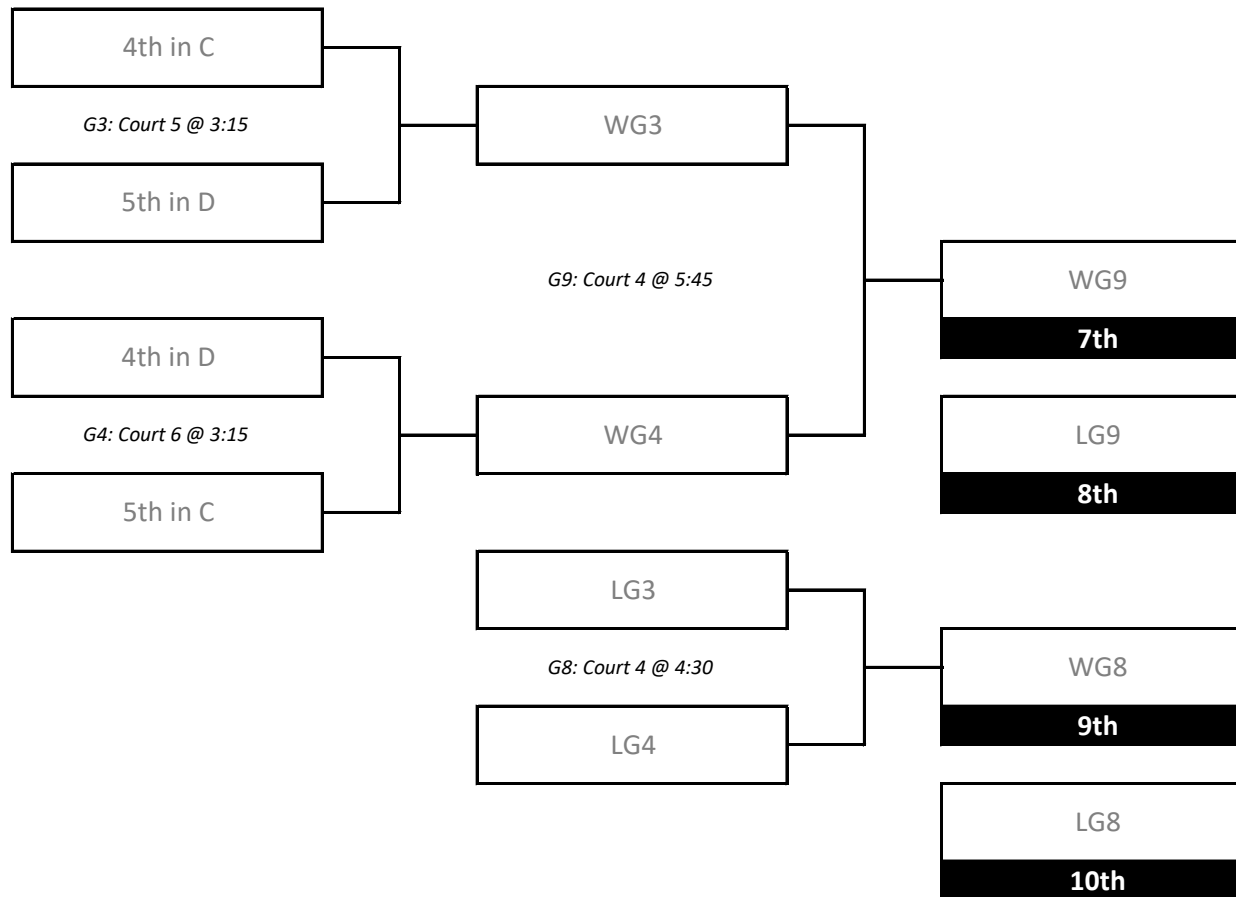 4th in C
G3: Court 5 @ 3:15
WG3
5th in D
G9: Court 4 @ 5:45
WG9
7th
4th in D
G4: Court 6 @ 3:15
WG4
LG9
8th
5th in C
LG3
G8: Court 4 @ 4:30
WG8
9th
LG4
LG8
10th